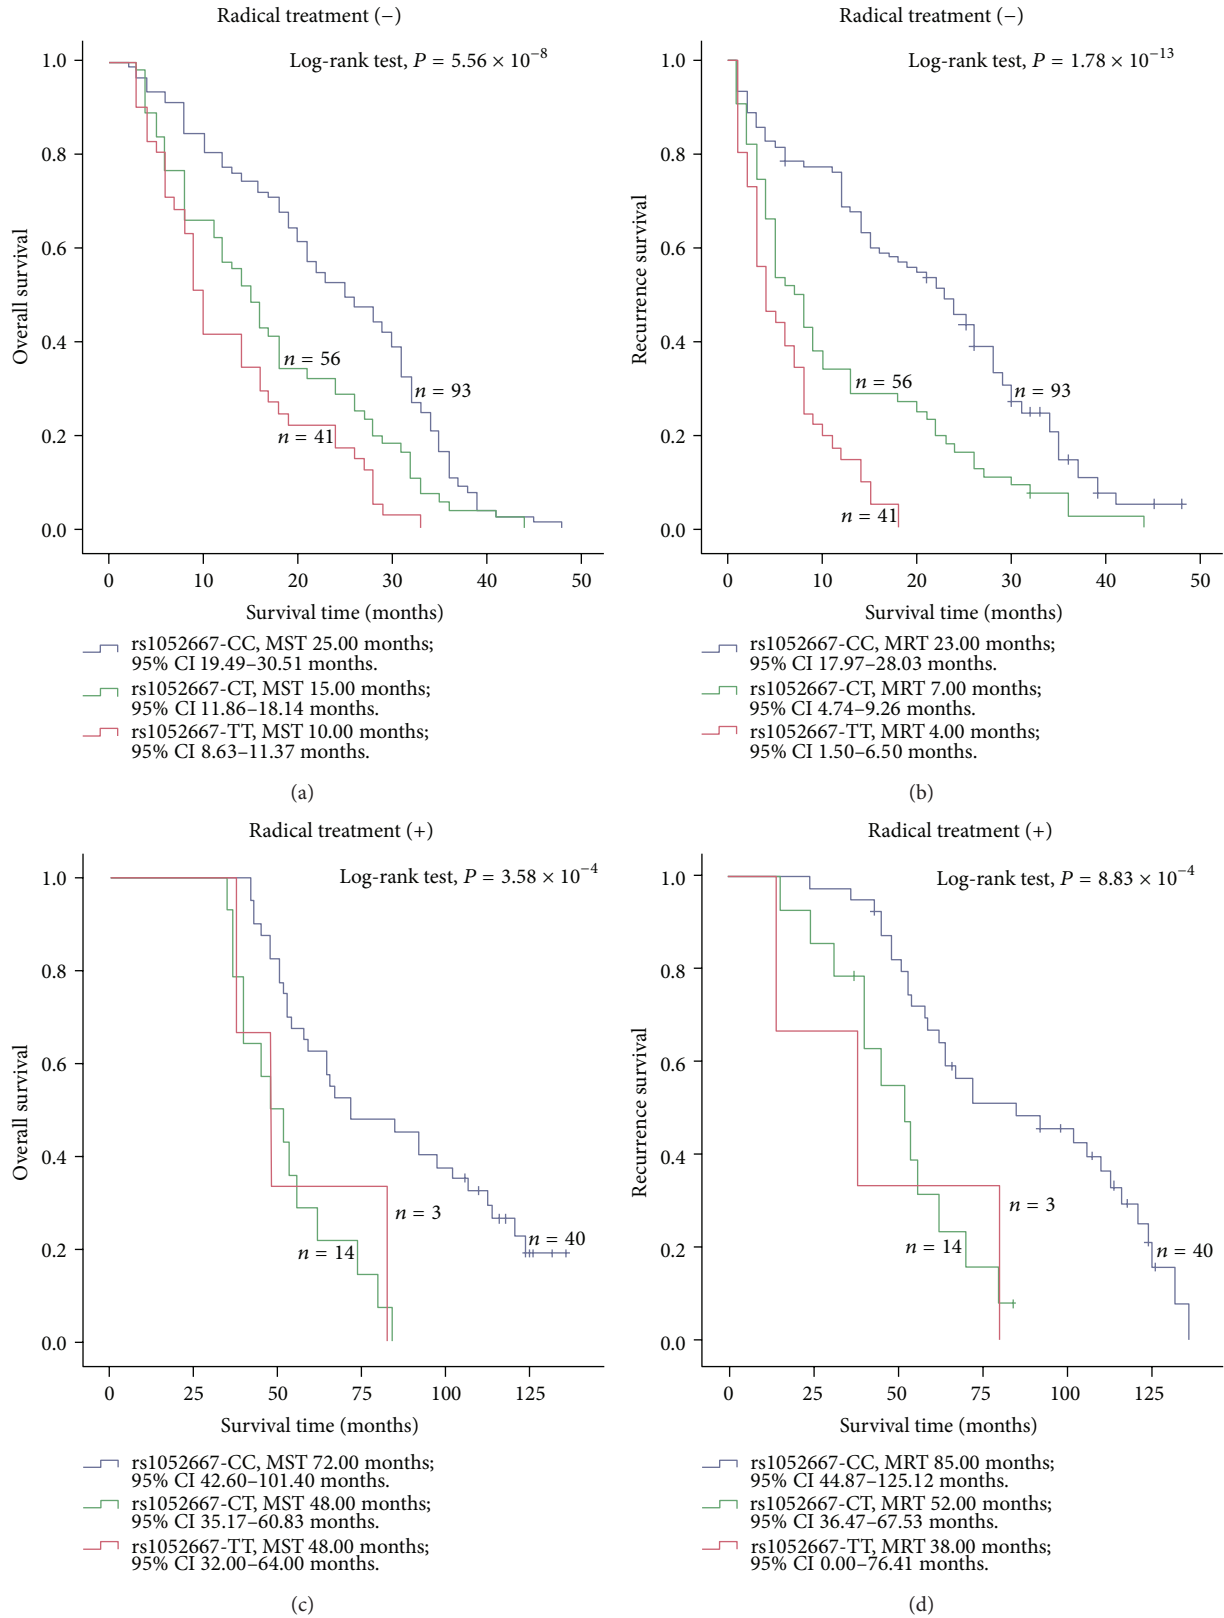 Radical treatment (−)
Log-rank test, P = 5.56 × 10−8
Overall survival
1.0
0.8
0.6
0.4
0.2
0.0
n = 56
n = 93
n = 41
0 10 20 30 40 50
Survival time (months)
rs1052667-CC, MST 25.00 months;
95% CI 19.49–30.51 months.
rs1052667-CT, MST 15.00 months;
95% CI 11.86–18.14 months.
rs1052667-TT, MST 10.00 months;
95% CI 8.63–11.37 months.
(a)
Radical treatment (−)
Log-rank test, P = 1.78 × 10−13
Recurrence survival
1.0
0.8
0.6
0.4
0.2
0.0
n = 56
n = 93
n = 41
0 10 20 30 40 50
Survival time (months)
rs1052667-CC, MRT 23.00 months;
95% CI 17.97–28.03 months.
rs1052667-CT, MRT 7.00 months;
95% CI 4.74–9.26 months.
rs1052667-TT, MRT 4.00 months;
95% CI 1.50–6.50 months.
(b)
Radical treatment (+)
Log-rank test, P = 3.58 × 10−4
Overall survival
1.0
0.8
0.6
0.4
0.2
0.0
n = 3
n = 40
n = 14
0 25 50 75 100 125
Survival time (months)
rs1052667-CC, MST 72.00 months;
95% CI 42.60–101.40 months.
rs1052667-CT, MST 48.00 months;
95% CI 35.17–60.83 months.
rs1052667-TT, MST 48.00 months;
95% CI 32.00–64.00 months.
(c)
Radical treatment (+)
Log-rank test, P = 8.83 × 10−4
Recurrence survival
1.0
0.8
0.6
0.4
0.2
0.0
n = 3
n = 14
n = 40
0 25 50 75 100 125
Survival time (months)
rs1052667-CC, MRT 85.00 months;
95% CI 44.87–125.12 months.
rs1052667-CT, MRT 52.00 months;
95% CI 36.47–67.53 months.
rs1052667-TT, MRT 38.00 months;
95% CI 0.00–76.41 months.
(d)